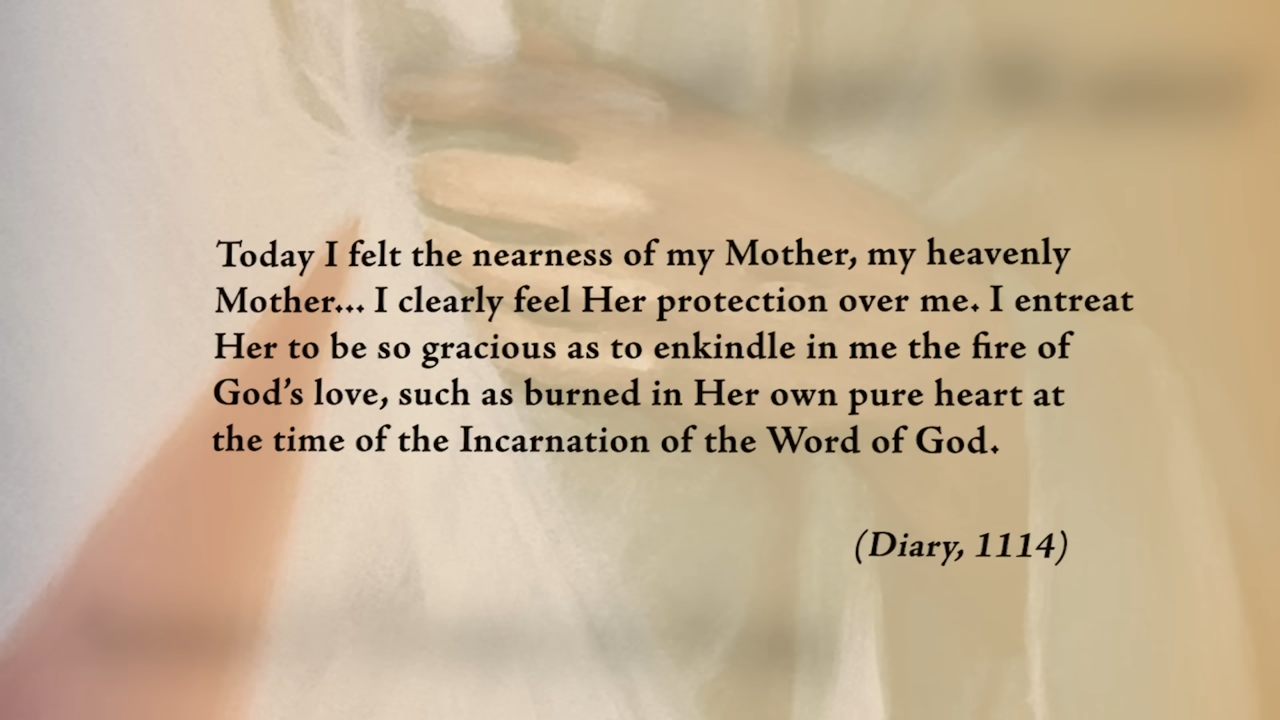 Today I felt the nearness of my Mother, my heavenly
Mother... I clearly feel Her protection over me. I entreat
Her to be so gracious as to enkindle in me the fire of
God’s love, such as burned in Her own pure heart at
the time of the Incarnation of the Word of God.
(Diary, 1114)